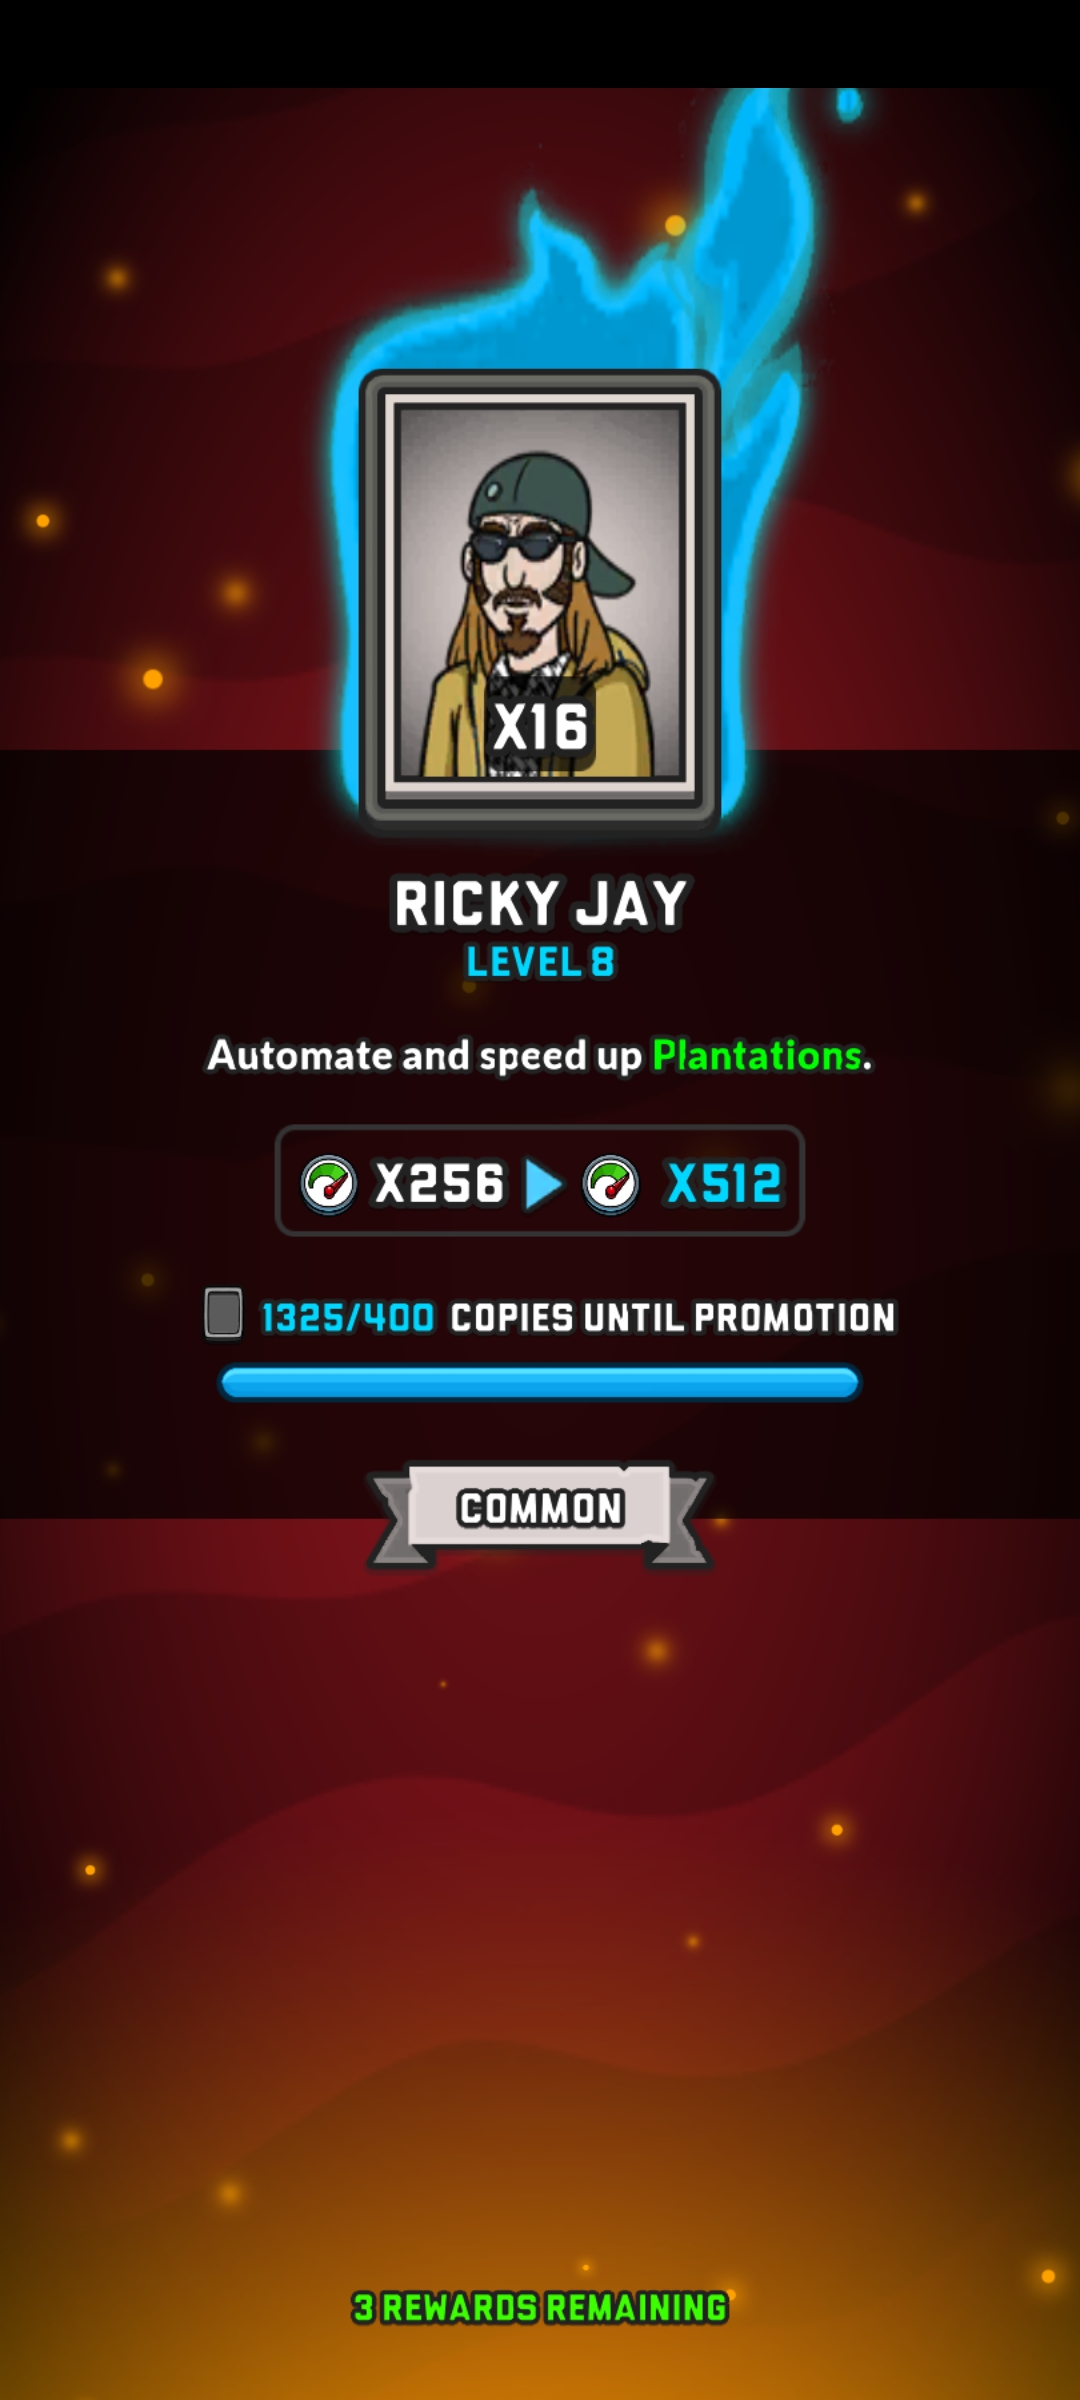 X16
RICKY JAY
LEVEL 8
Automate and speed up Plantations.
X256 X512
1325/400 COPIES UNTIL PROMOTION
COMMON
3 REWARDS REMAINING